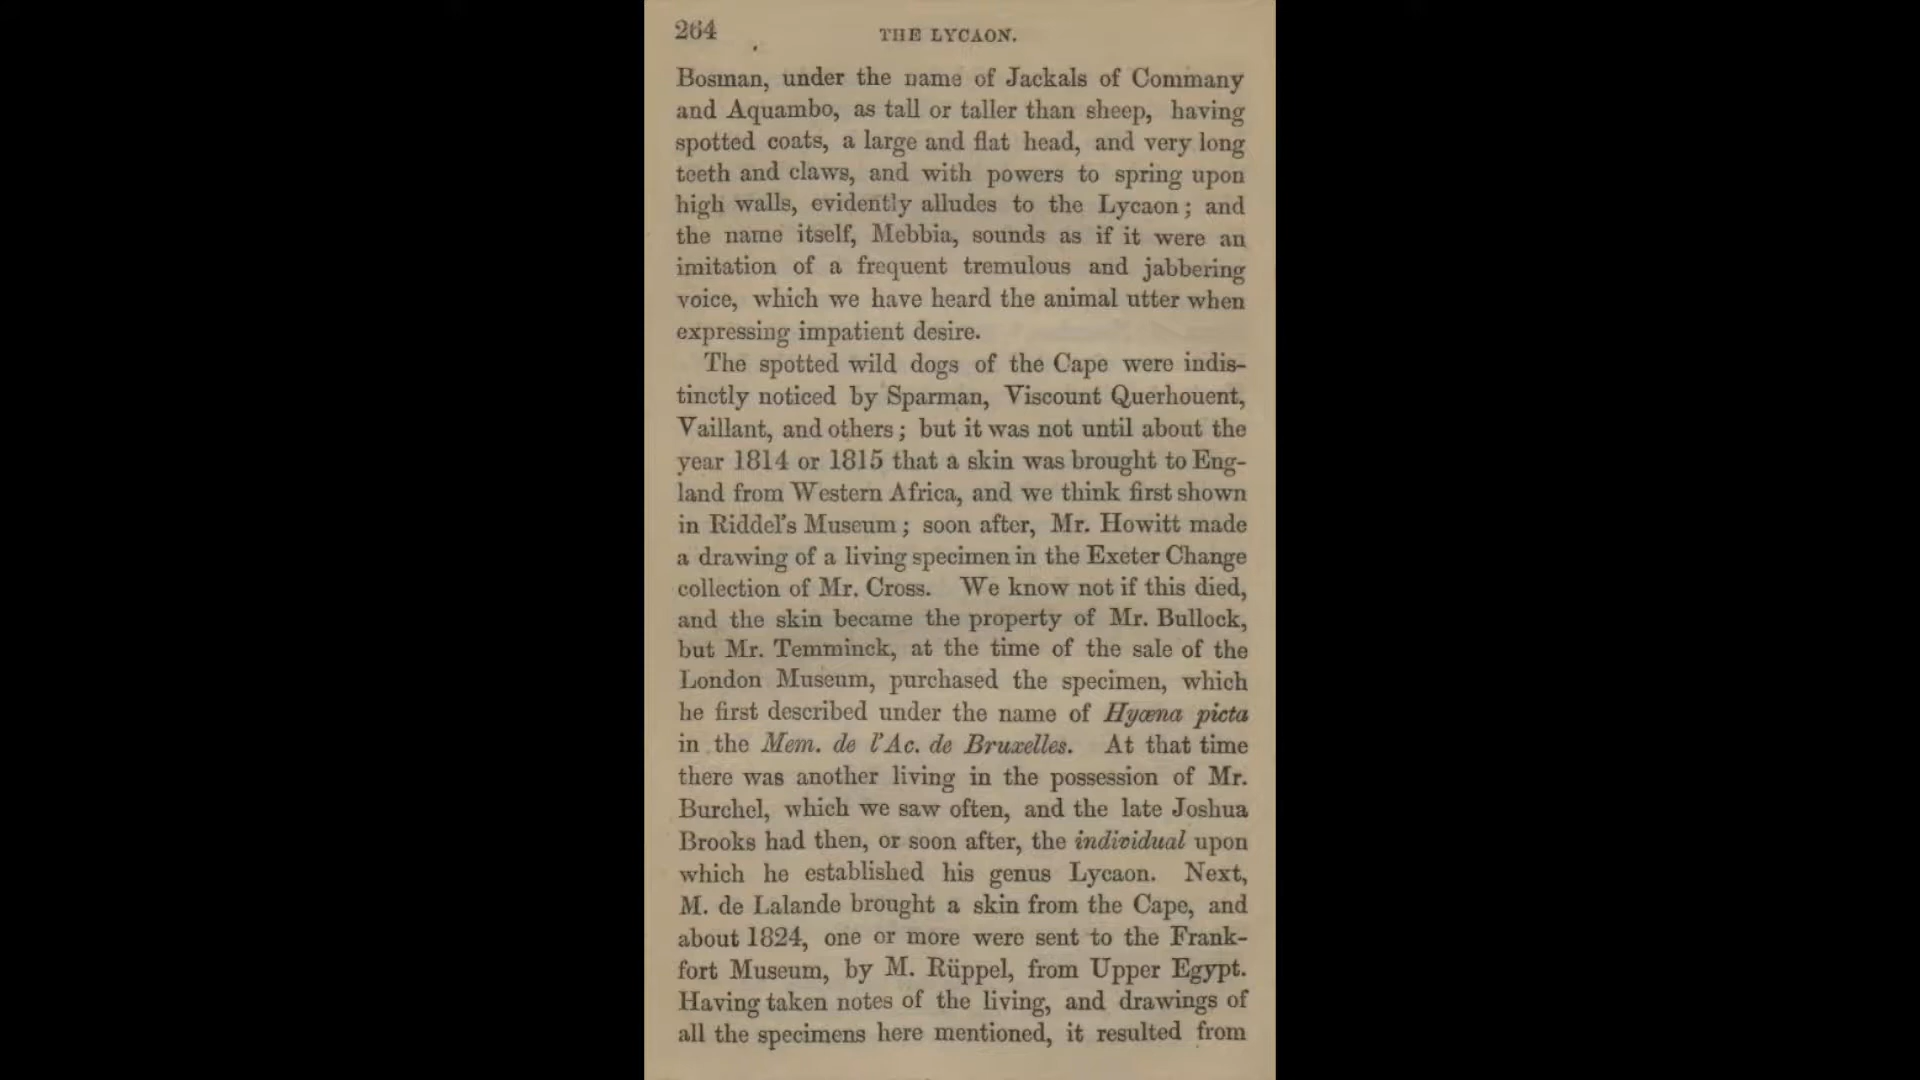 264
THE LYCAON.
Bosman, under the name of Jackals of Commany
and Aquambo, as tall or taller than sheep, having
spotted coats, a large and flat head, and very long
teeth and claws, and with powers to spring upon
high walls, evidently alludes to the Lycaon; and
the name itself, Mebbia, sounds as if it were an
imitation of a frequent tremulous and jabbering
voice, which we have heard the animal utter when
expressing impatient desire.
The spotted wild dogs of the Cape were indis-
tinctly noticed by Sparman, Viscount Querhouent,
Vaillant, and others; but it was not until about the
year 1814 or 1815 that a skin was brought to Eng-
land from Western Africa, and we think first shown
in Riddel's Museum; soon after, Mr. Howitt made
a drawing of a living specimen in the Exeter Change
collection of Mr. Cross. We know not if this died,
and the skin became the property of Mr. Bullock,
but Mr. Temminck, at the time of the sale of the
London Museum, purchased the specimen, which
he first described under the name of Hyæna picta
in the Mem. de l'Ac. de Bruxelles. At that time
there was another living in the possession of Mr.
Burchel, which we saw often, and the late Joshua
Brooks had then, or soon after, the individual upon
which he established his genus Lycaon. Next,
M. de Lalande brought a skin from the Cape, and
about 1824, one or more were sent to the Frank-
fort Museum, by M. Rüppel, from Upper Egypt.
Having taken notes of the living, and drawings of
all the specimens here mentioned, it resulted from